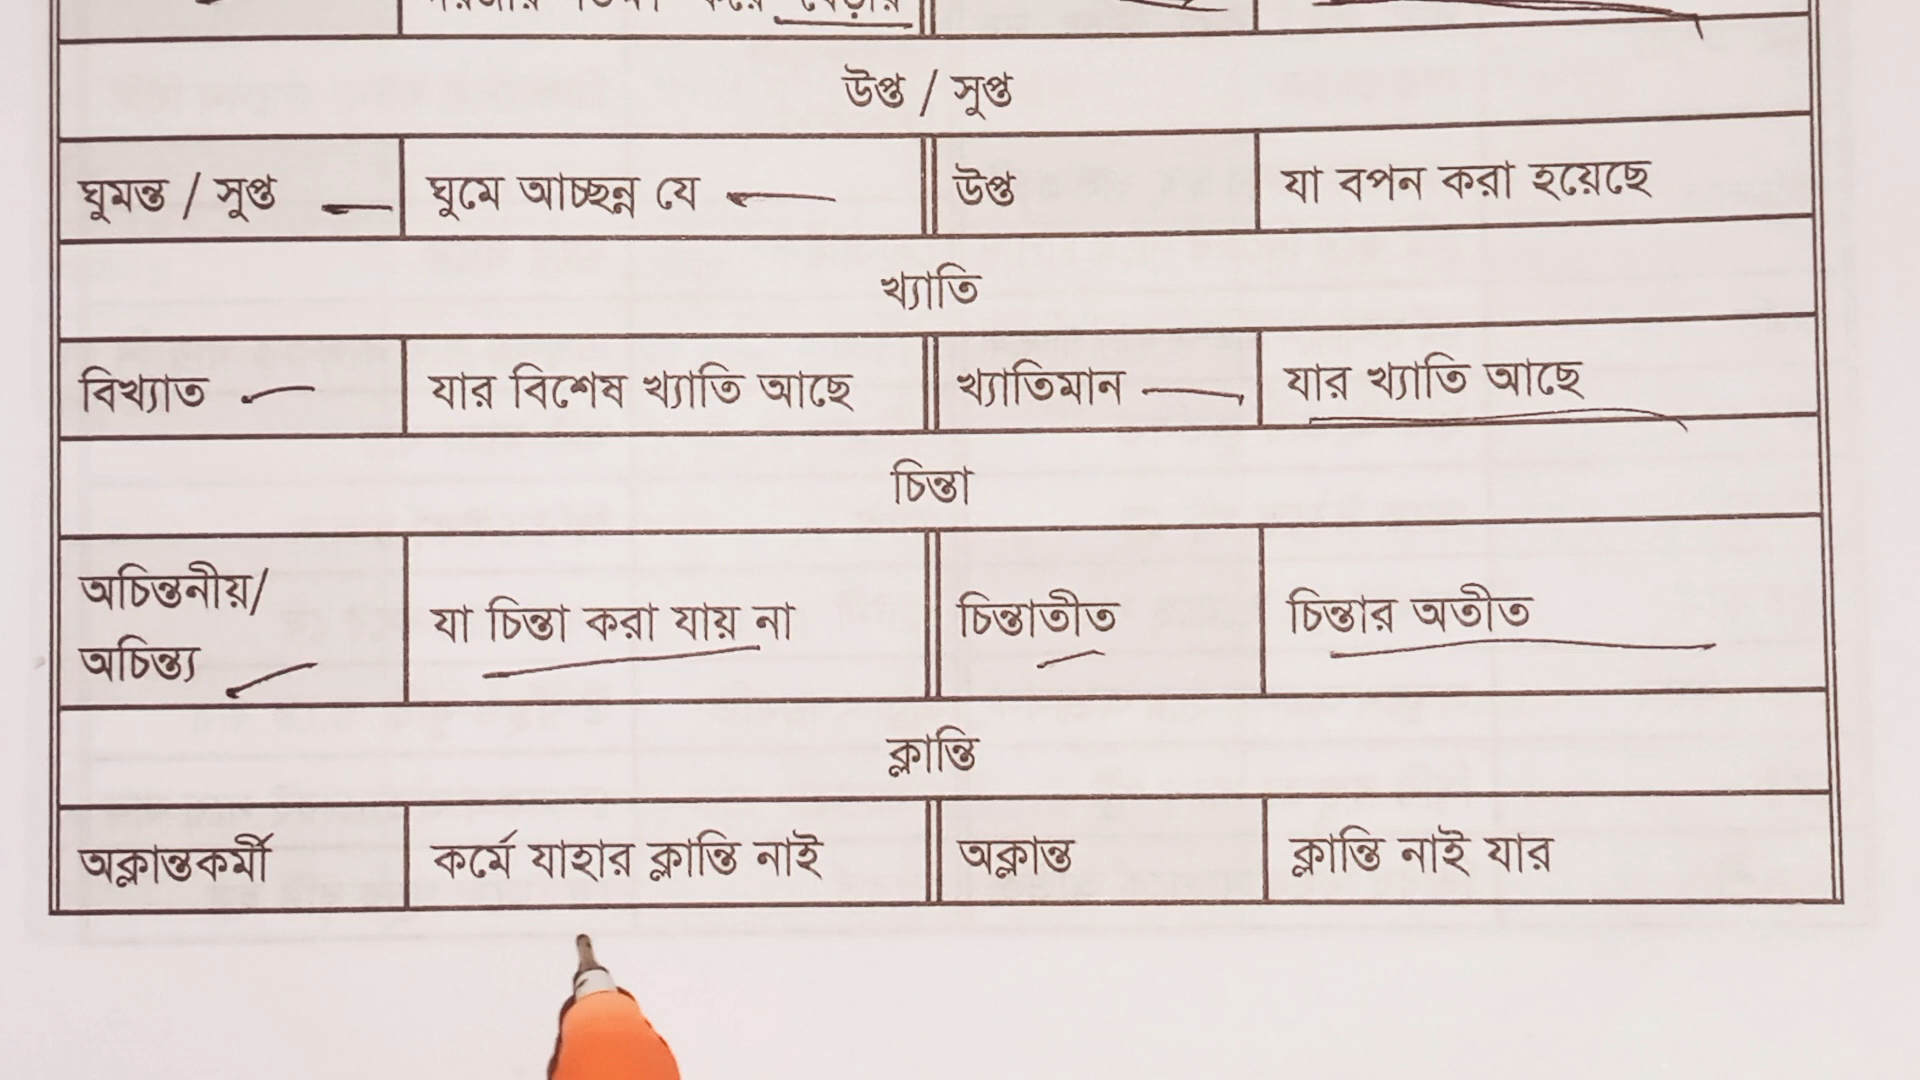 উপ্ত / সুপ্ত
ঘুমন্ত / সুপ্ত ঘুমে আচ্ছন্ন যে উপ্ত যা বপন করা হয়েছে
খ্যাতি
বিখ্যাত যার বিশেষ খ্যাতি আছে খ্যাতিমান যার খ্যাতি আছে
চিন্তা
অচিন্তনীয়/
অচিন্ত্য যা চিন্তা করা যায় না চিন্তাতীত চিন্তার অতীত
ক্লান্তি
অক্লান্তকর্মী কর্মে যাহার ক্লান্তি নাই অক্লান্ত ক্লান্তি নাই যার